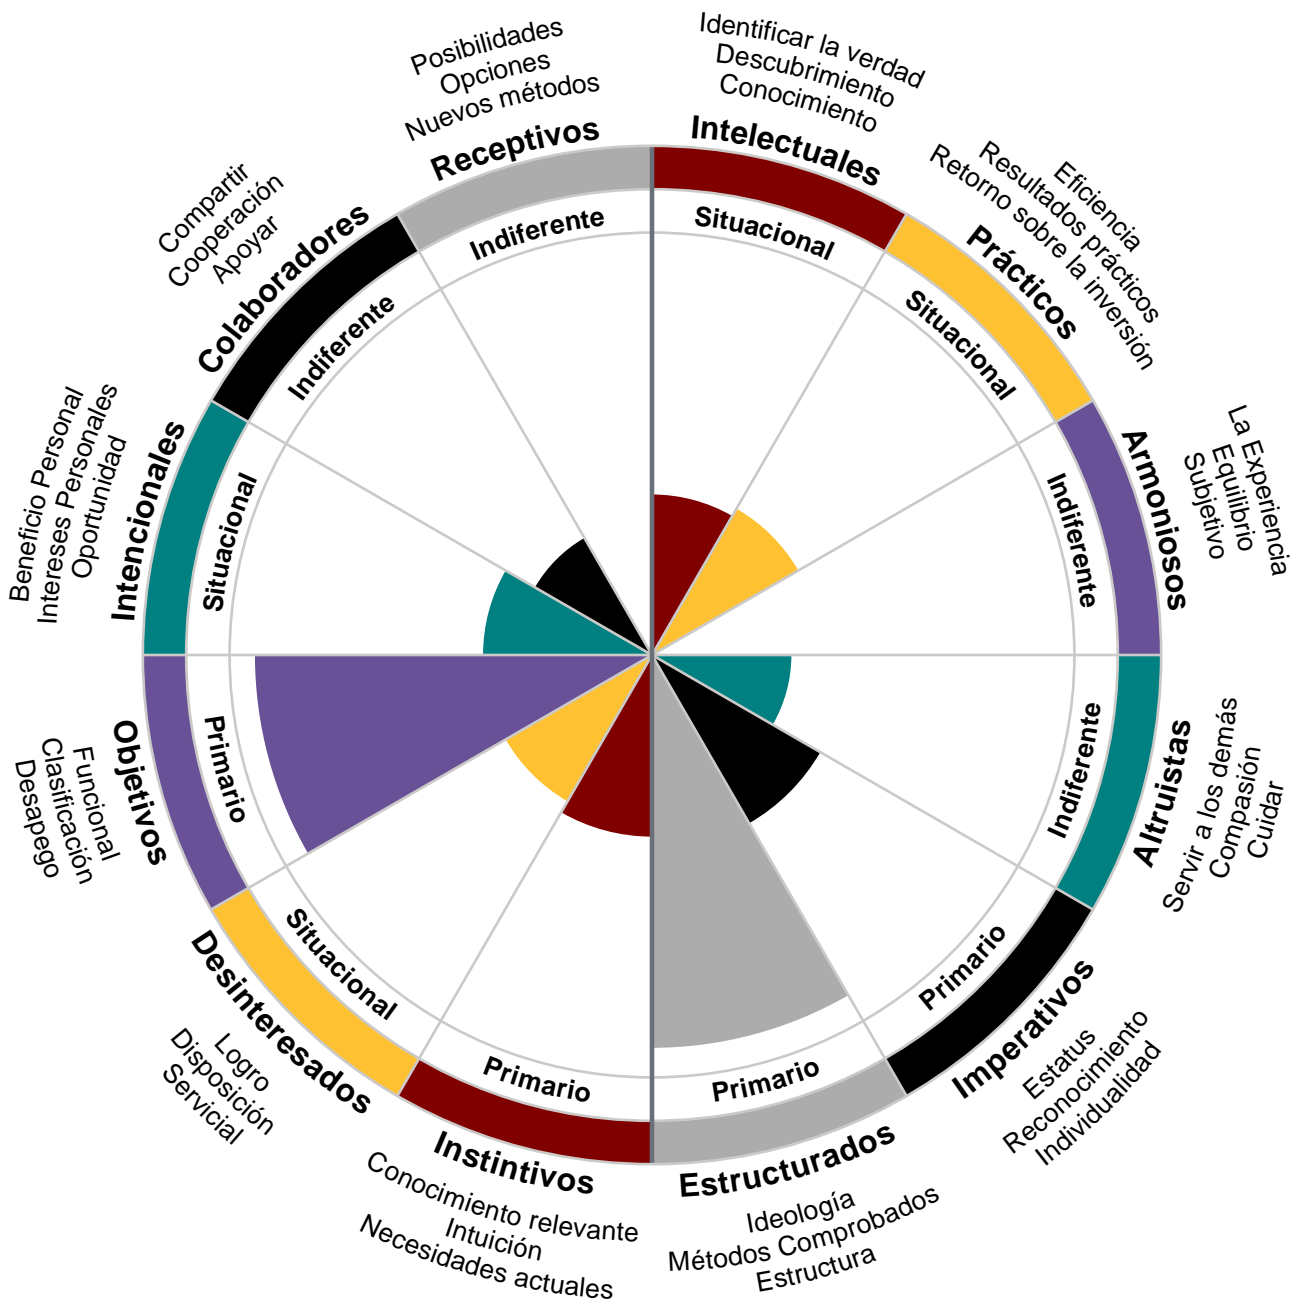 Identificar la verdad
Descubrimiento
Conocimiento
Intelectuales
Situacional
Eficiencia
Resultados prácticos
Retorno sobre la inversión
Prácticos
Situacional
La Experiencia
Equilibrio
Subjetivo
Armoniosos
Indiferente
Servir a los demás
Compasión
Cuidar
Altruistas
Indiferente
Estatus
Reconocimiento
Individualidad
Imperativos
Primario
Estructurados
Primario
Ideología
Métodos Comprobados
Estructura
Instintivos
Primario
Conocimiento relevante
Intuición
Necesidades actuales
Desinteresados
Situacional
Logro
Disposición
Servicial
Objetivos
Primario
Funcional
Clasificación
Desapego
Beneficio Personal
Intereses Personales
Oportunidad
Intencionales
Situacional
Compartir
Cooperación
Apoyar
Colaboradores
Indiferente
Posibilidades
Opciones
Nuevos métodos
Receptivos
Indiferente